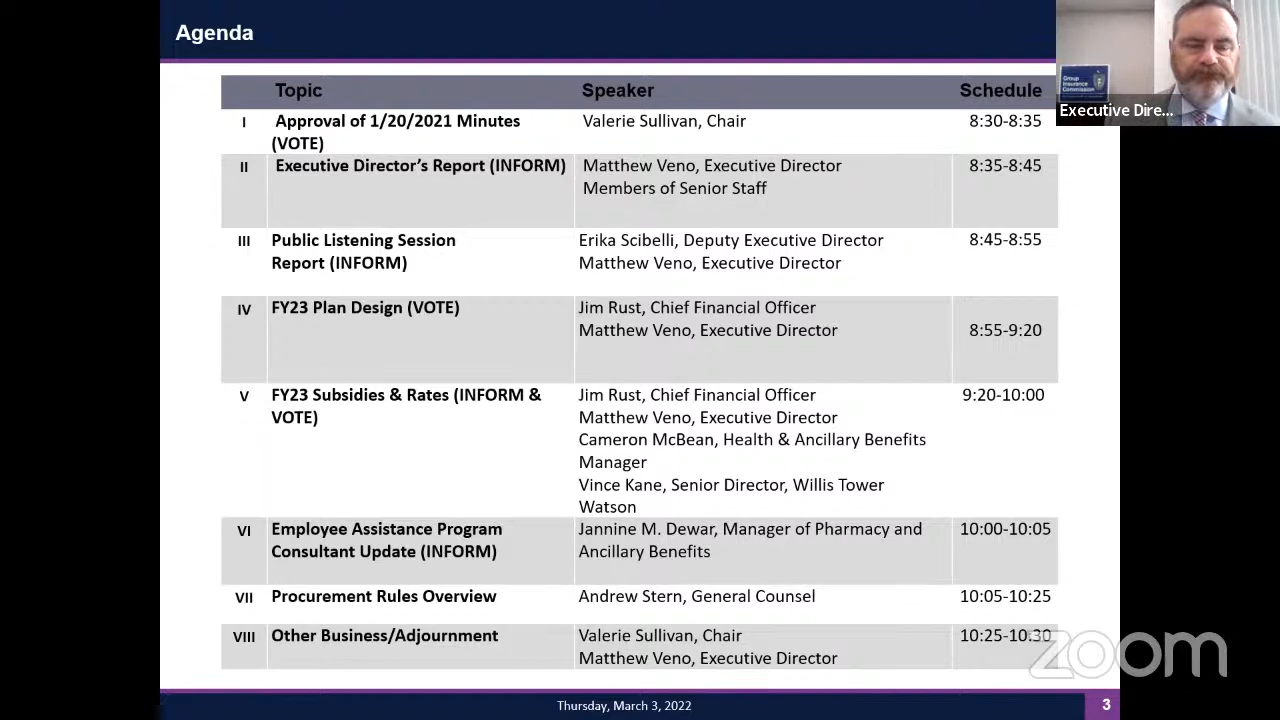 Agenda
Group
Insurance
Commission
Executive Dire...
Topic Speaker Schedule
I Approval of 1/20/2021 Minutes Valerie Sullivan, Chair 8:30-8:35
(VOTE)
II Executive Director’s Report (INFORM) Matthew Veno, Executive Director 8:35-8:45
Members of Senior Staff
III Public Listening Session Erika Scibelli, Deputy Executive Director 8:45-8:55
Report (INFORM) Matthew Veno, Executive Director
IV FY23 Plan Design (VOTE) Jim Rust, Chief Financial Officer
Matthew Veno, Executive Director 8:55-9:20
V FY23 Subsidies & Rates (INFORM & Jim Rust, Chief Financial Officer 9:20-10:00
VOTE) Matthew Veno, Executive Director
Cameron McBean, Health & Ancillary Benefits
Manager
Vince Kane, Senior Director, Willis Tower
Watson
VI Employee Assistance Program Jannine M. Dewar, Manager of Pharmacy and 10:00-10:05
Consultant Update (INFORM) Ancillary Benefits
VII Procurement Rules Overview Andrew Stern, General Counsel 10:05-10:25
VIII Other Business/Adjournment Valerie Sullivan, Chair 10:25-10:30
Matthew Veno, Executive Director
zoom
Thursday, March 3, 2022 3